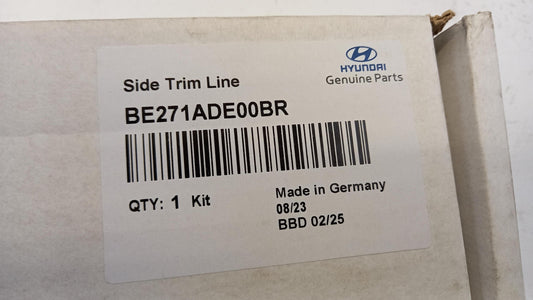 Side Trim Line
HYUNDAI
Genuine Parts
BE271ADE00BR
QTY: 1 Kit
Made in Germany
08/23
BBD 02/25